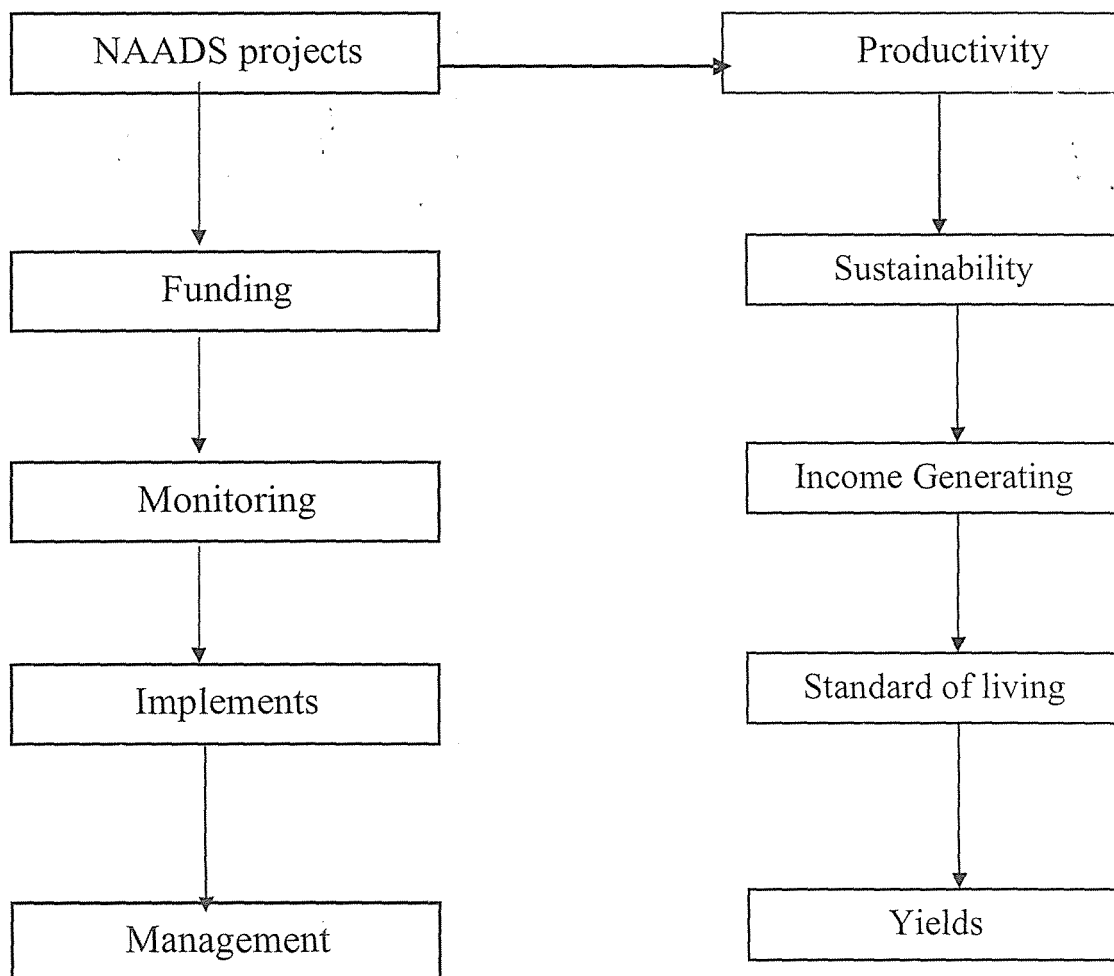 NAADS projects
Productivity
Funding
Sustainability
Monitoring
Income Generating
Implements
Standard of living
Management
Yields